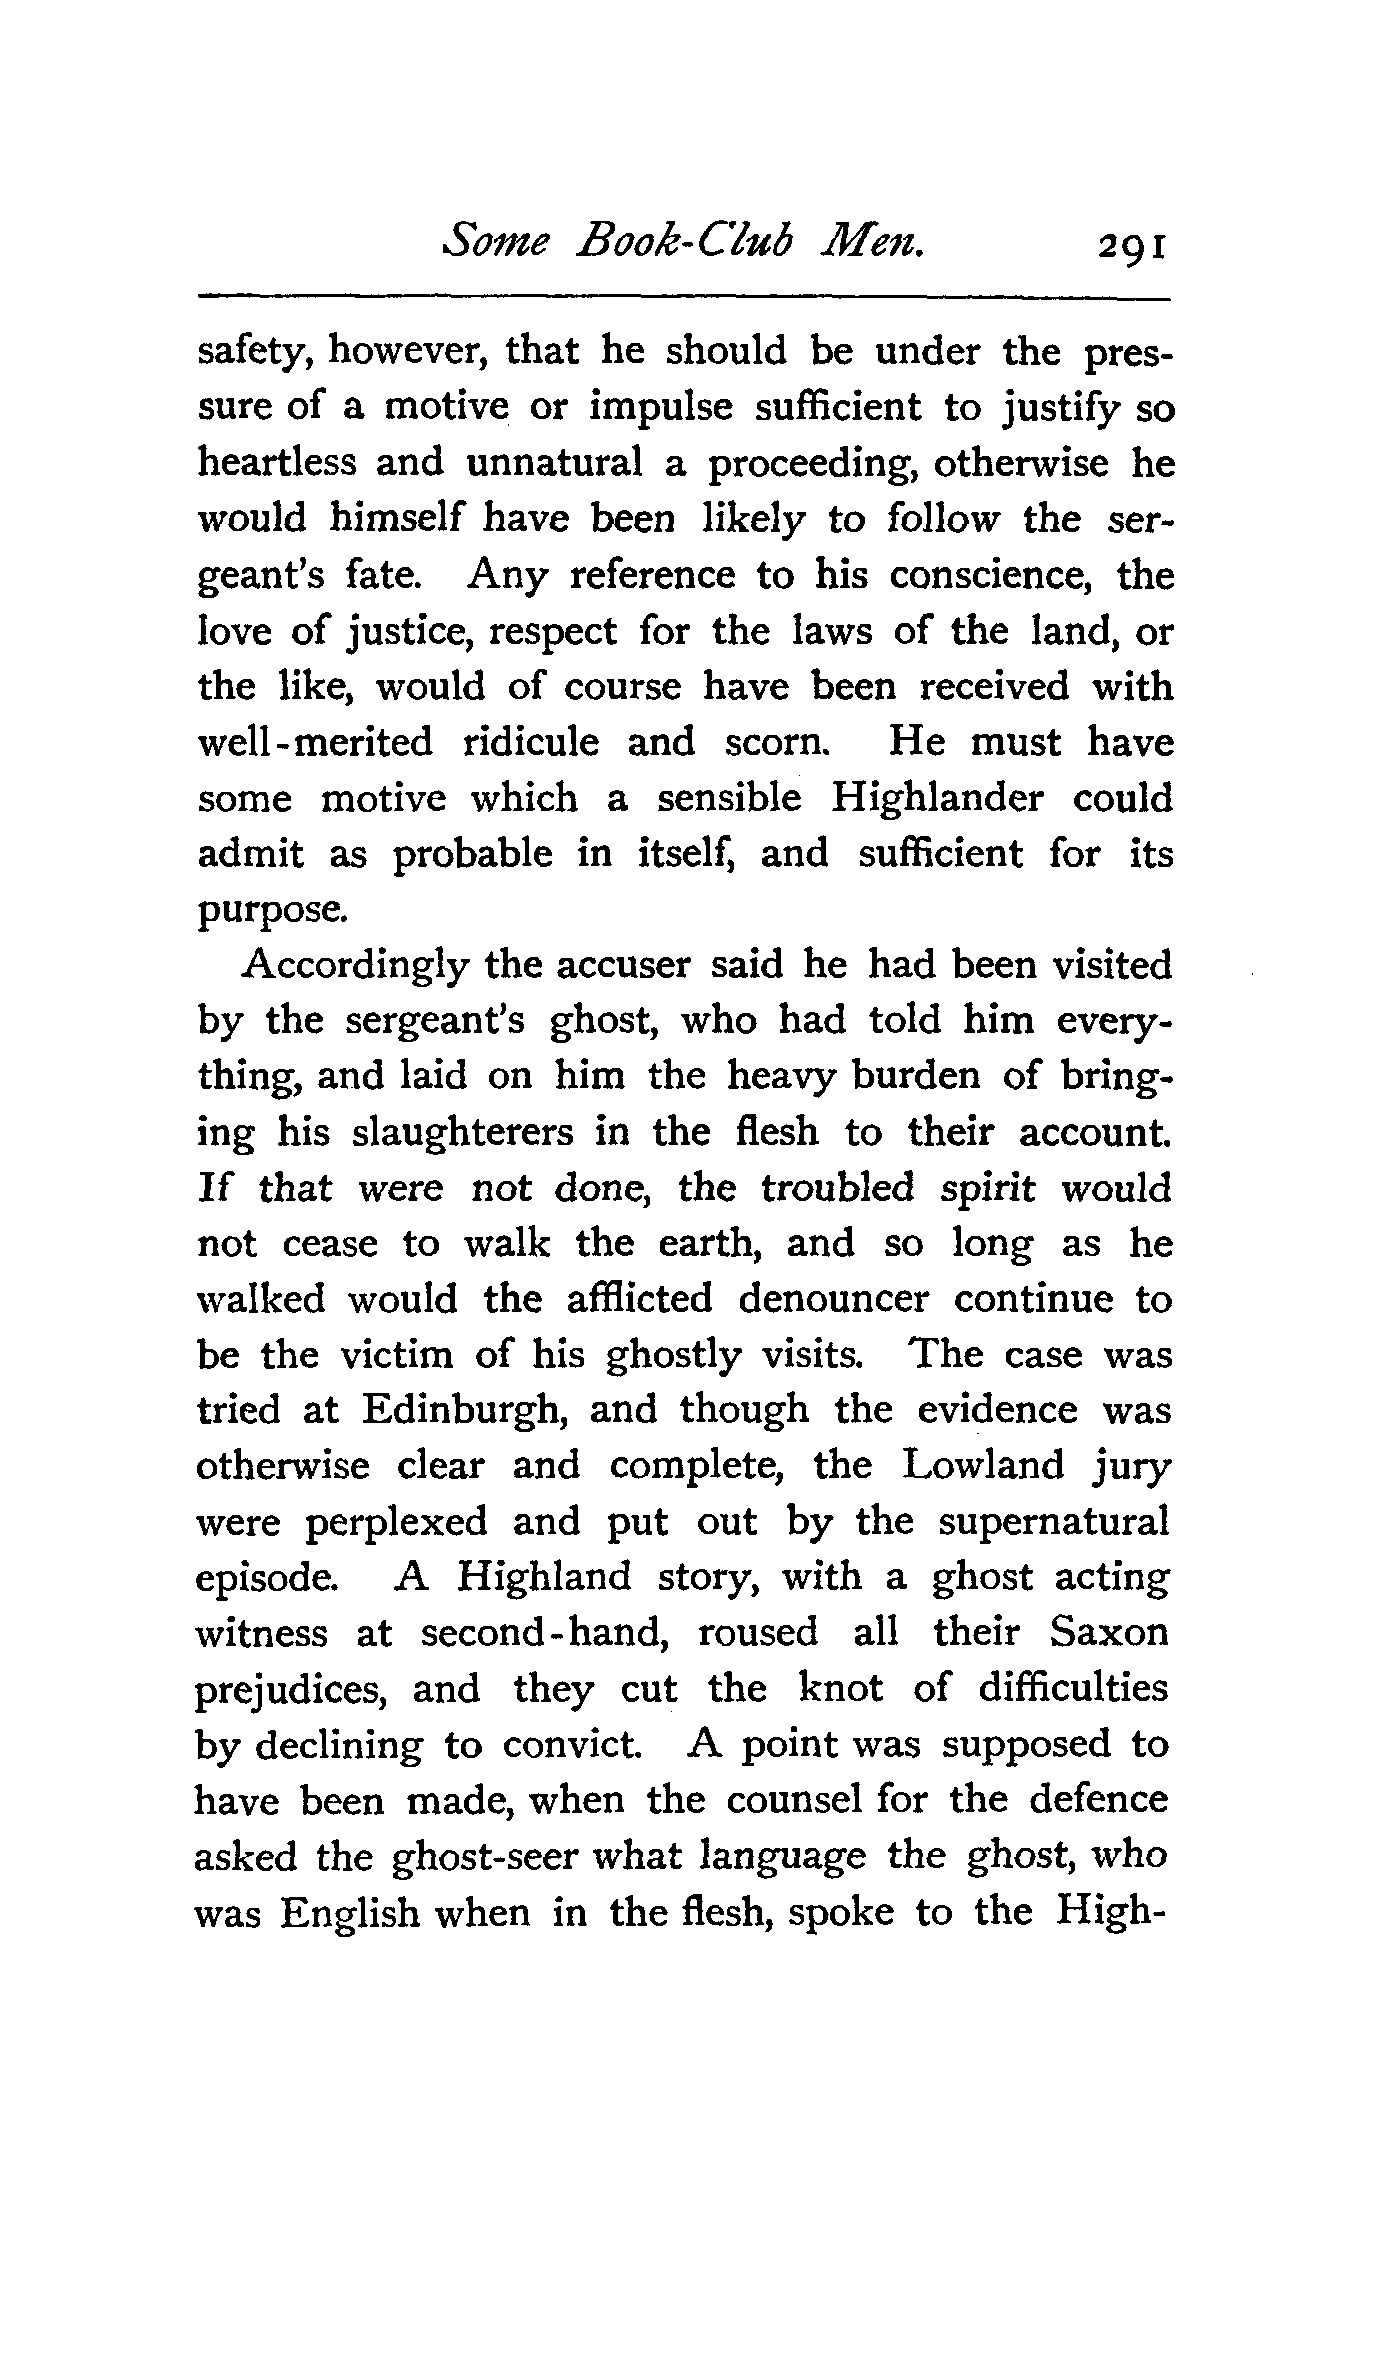 Some Book-Club Men. 291
safety, however, that he should be under the pres-
sure of a motive or impulse sufficient to justify so
heartless and unnatural a proceeding, otherwise he
would himself have been likely to follow the ser-
geant's fate. Any reference to his conscience, the
love of justice, respect for the laws of the land, or
the like, would of course have been received with
well-merited ridicule and scorn. He must have
some motive which a sensible Highlander could
admit as probable in itself, and sufficient for its
purpose.
Accordingly the accuser said he had been visited
by the sergeant's ghost, who had told him every-
thing, and laid on him the heavy burden of bring-
ing his slaughterers in the flesh to their account.
If that were not done, the troubled spirit would
not cease to walk the earth, and so long as he
walked would the afflicted denouncer continue to
be the victim of his ghostly visits. The case was
tried at Edinburgh, and though the evidence was
otherwise clear and complete, the Lowland jury
were perplexed and put out by the supernatural
episode. A Highland story, with a ghost acting
witness at second-hand, roused all their Saxon
prejudices, and they cut the knot of difficulties
by declining to convict. A point was supposed to
have been made, when the counsel for the defence
asked the ghost-seer what language the ghost, who
was English when in the flesh, spoke to the High-